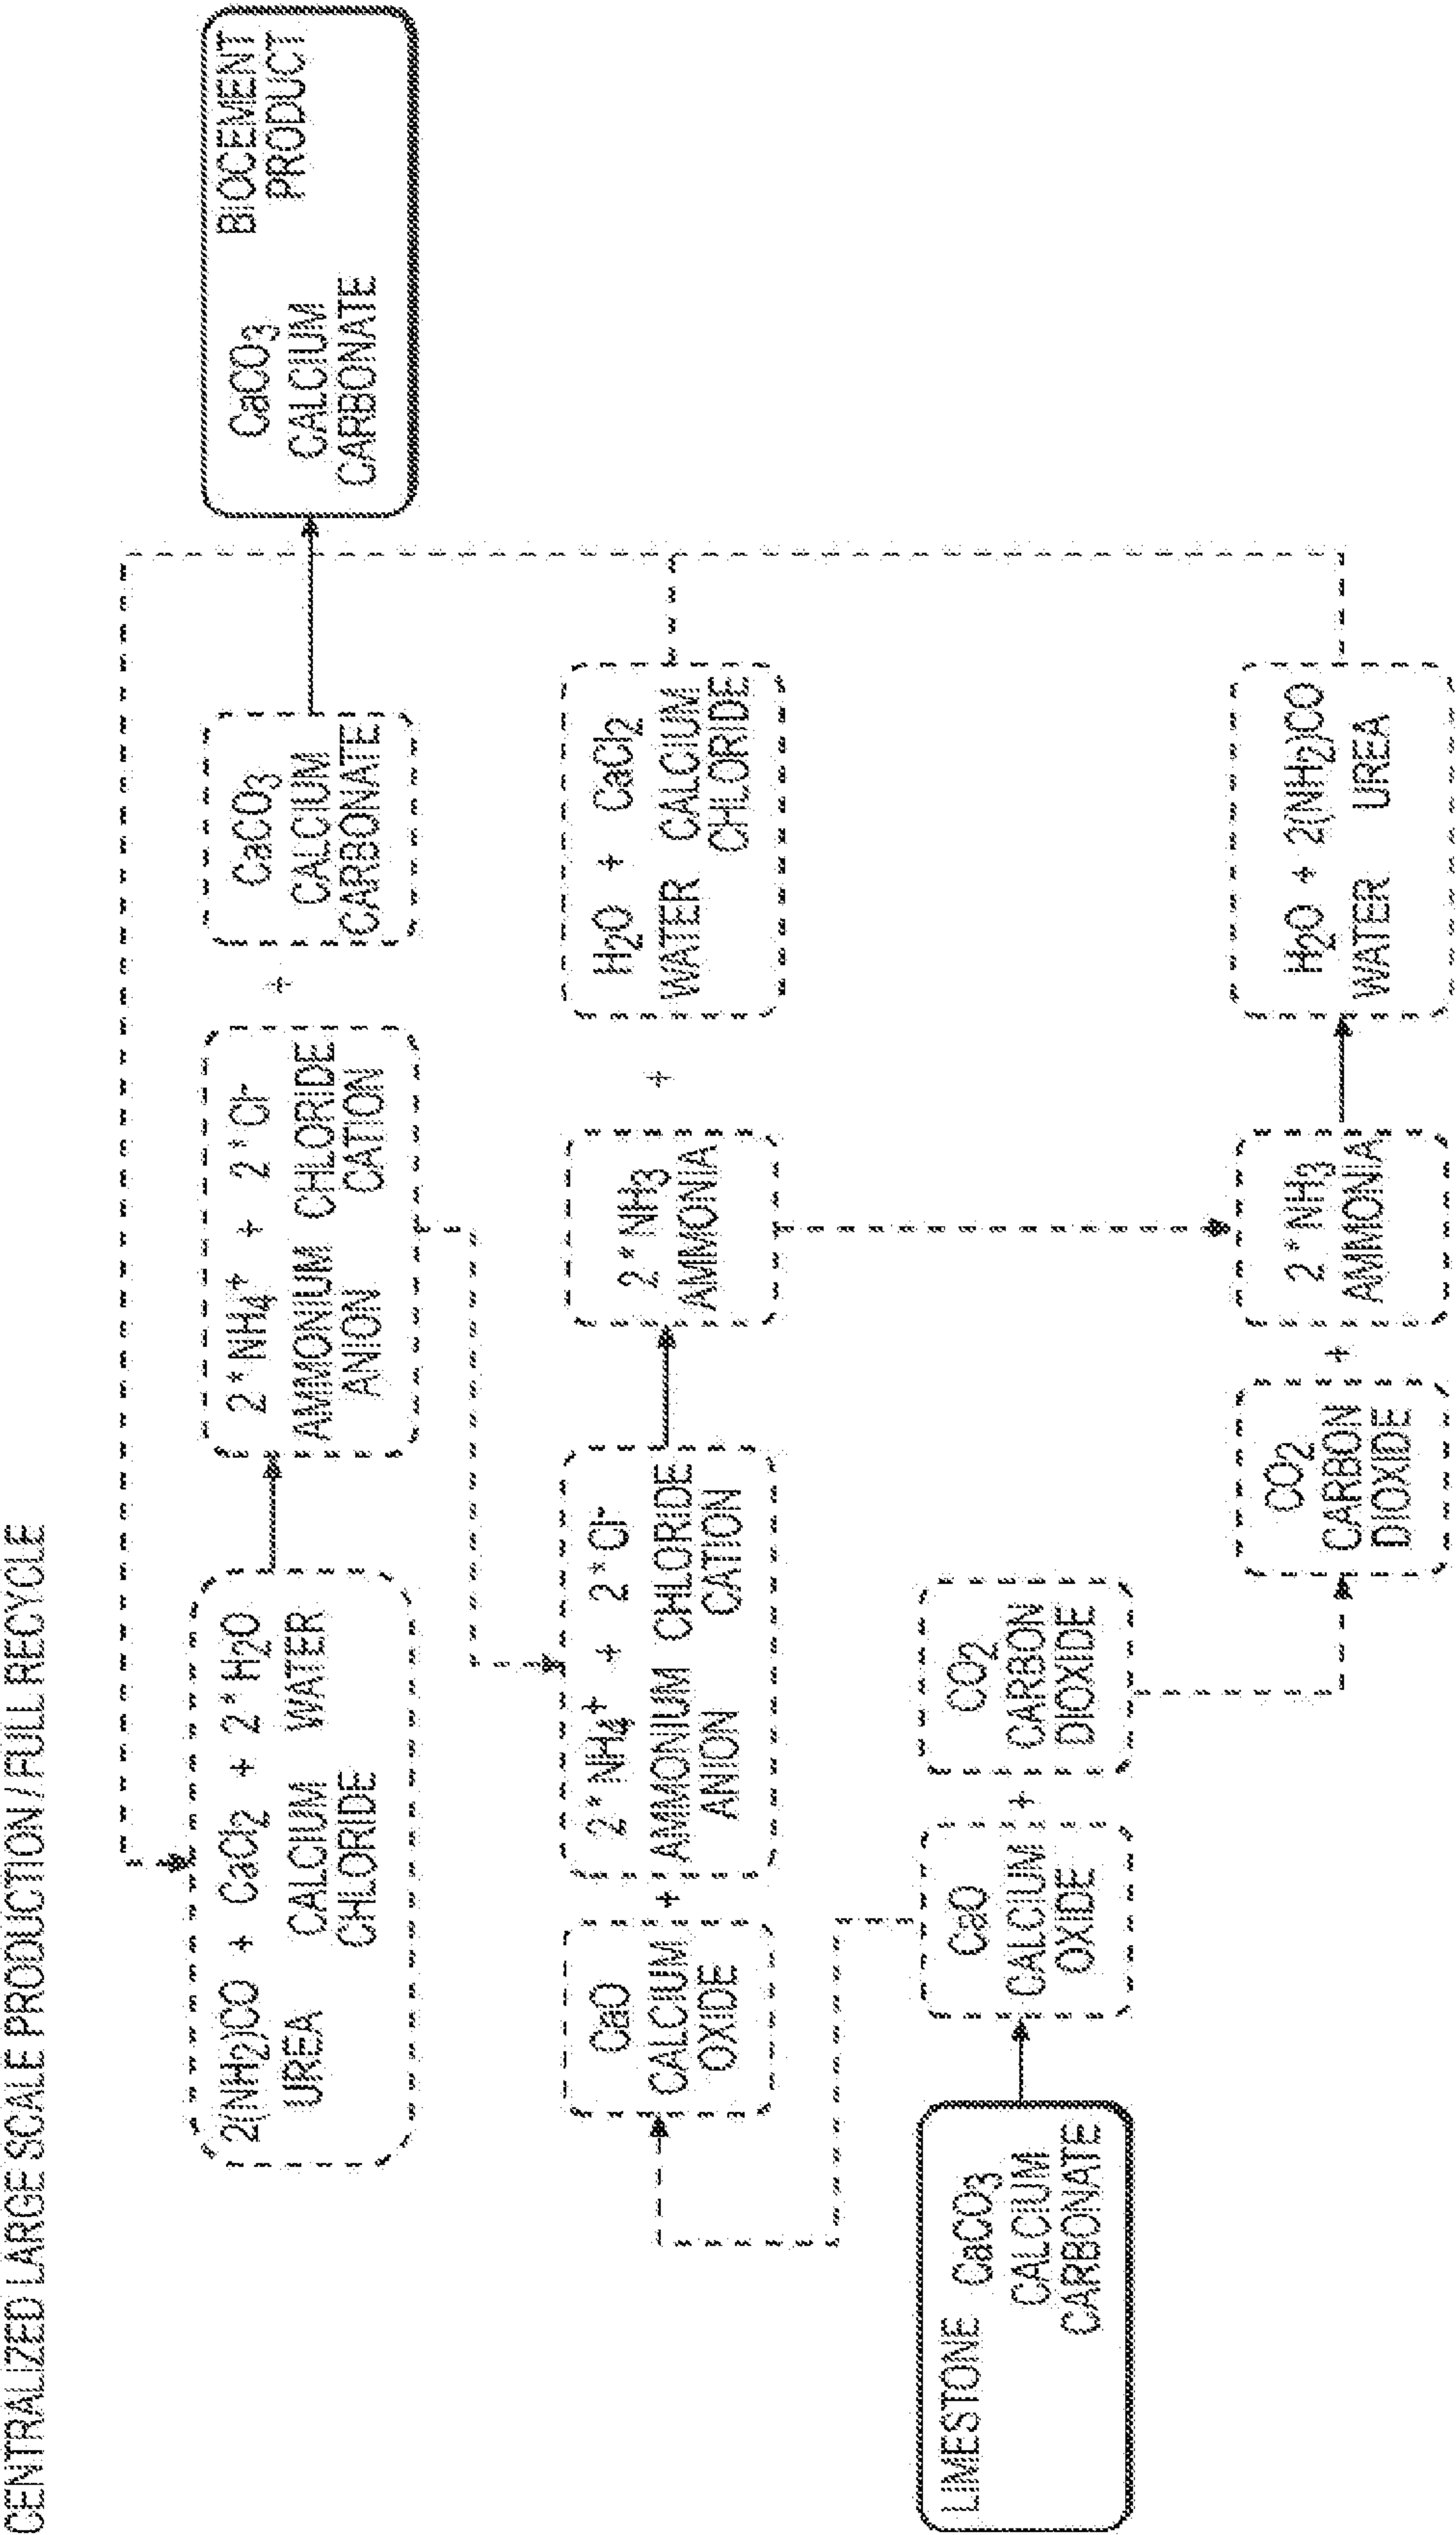 CENTRALIZED LARGE SCALE PRODUCTION / FULL RECYCLE
2(NH2)CO + CaCl2 + 2*H2O
UREA CALCIUM WATER
CHLORIDE
2*NH4+ + 2*Cl-
AMMONIUM CHLORIDE
ANION CATION
+
CaCO3
CALCIUM
CARBONATE
CaCO3 BIOCEMENT
CALCIUM PRODUCT
CARBONATE
CaO
CALCIUM
OXIDE
+
2*NH4+ + 2*Cl-
AMMONIUM CHLORIDE
ANION CATION
2*NH3
AMMONIA
+
H2O + CaCl2
WATER CALCIUM
CHLORIDE
LIMESTONE CaCO3
CALCIUM
CARBONATE
CaO
CALCIUM
OXIDE
+
CO2
CARBON
DIOXIDE
CO2
CARBON
DIOXIDE
+
2*NH3
AMMONIA
H2O + 2(NH2)CO
WATER UREA